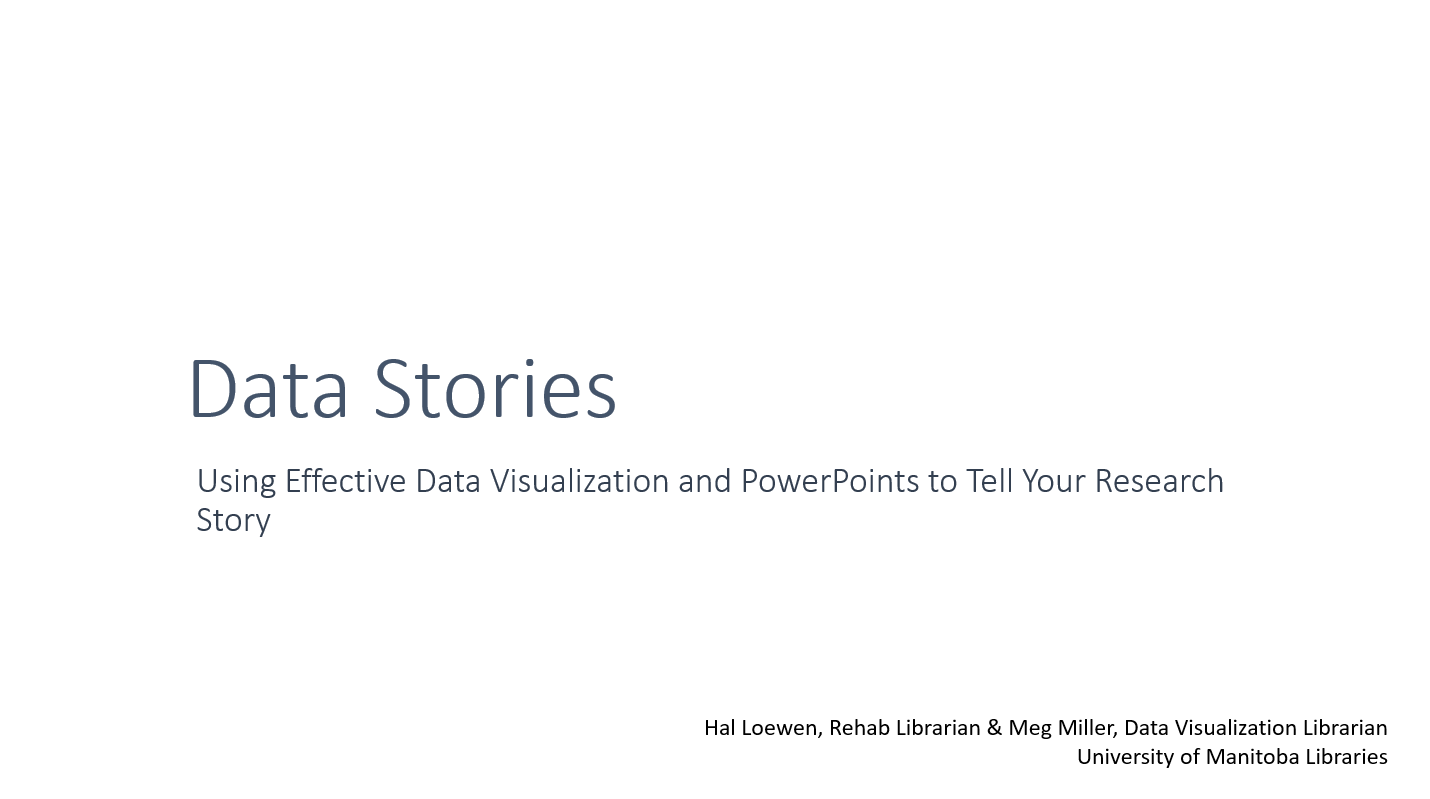 Data Stories
Using Effective Data Visualization and PowerPoints to Tell Your Research
Story
Hal Loewen, Rehab Librarian & Meg Miller, Data Visualization Librarian
University of Manitoba Libraries